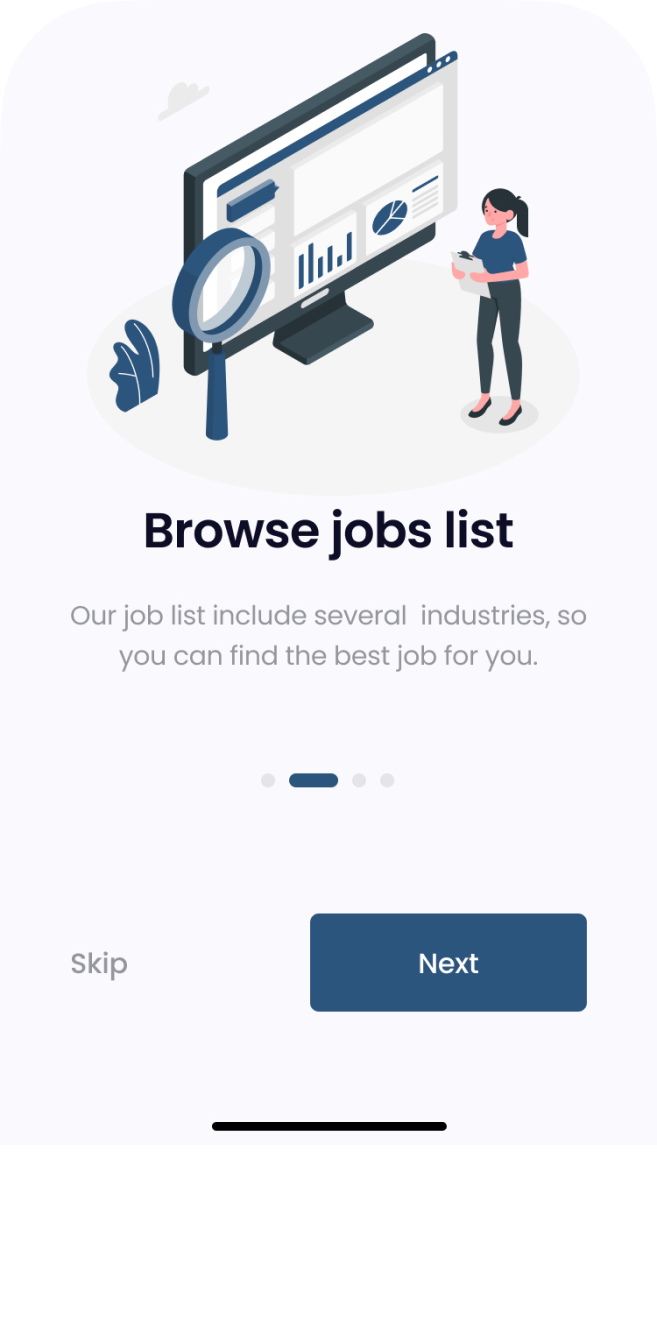 Browse jobs list
Our job list include several  industries, so
you can find the best job for you.
Skip
Next